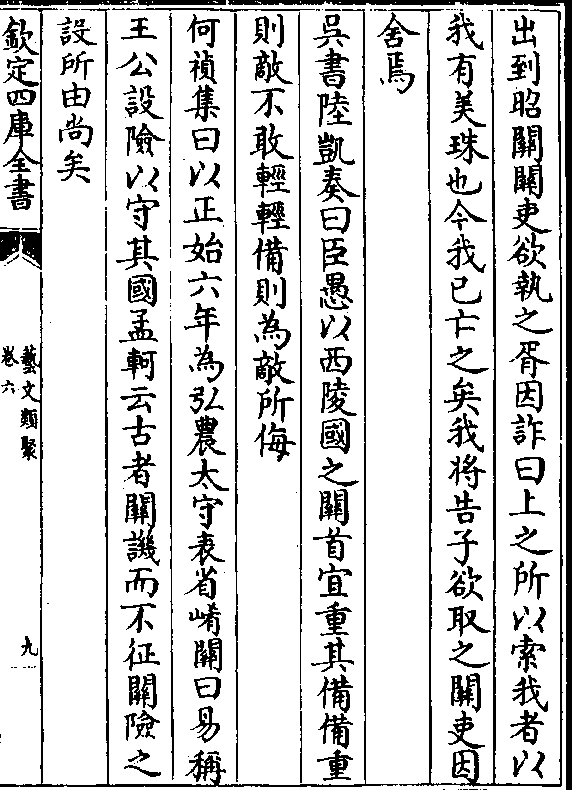 出到昭關關吏欲執之胥因詐曰上之所以索我者以
我有美珠也今我已亡之矣我將告子欲取之關吏因
舍焉
吳書陸凱奏曰臣愚以西陵國之關首宜重其備備重
則敵不敢輕輕備則為敵所侮
何禎集曰以正始六年為弘農太守表省崤關曰易稱
王公設險以守其國孟軻云古者關譏而不征關險之
設所由尚矣
欽定四庫全書
藝文類聚
卷六
九